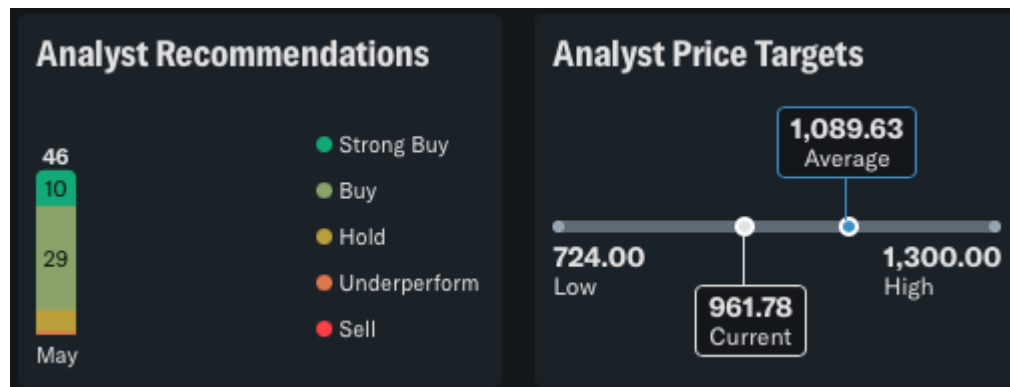 Analyst Recommendations
46
10
29
May
Strong Buy
Buy
Hold
Underperform
Sell
Analyst Price Targets
1,089.63
Average
724.00
Low
1,300.00
High
961.78
Current